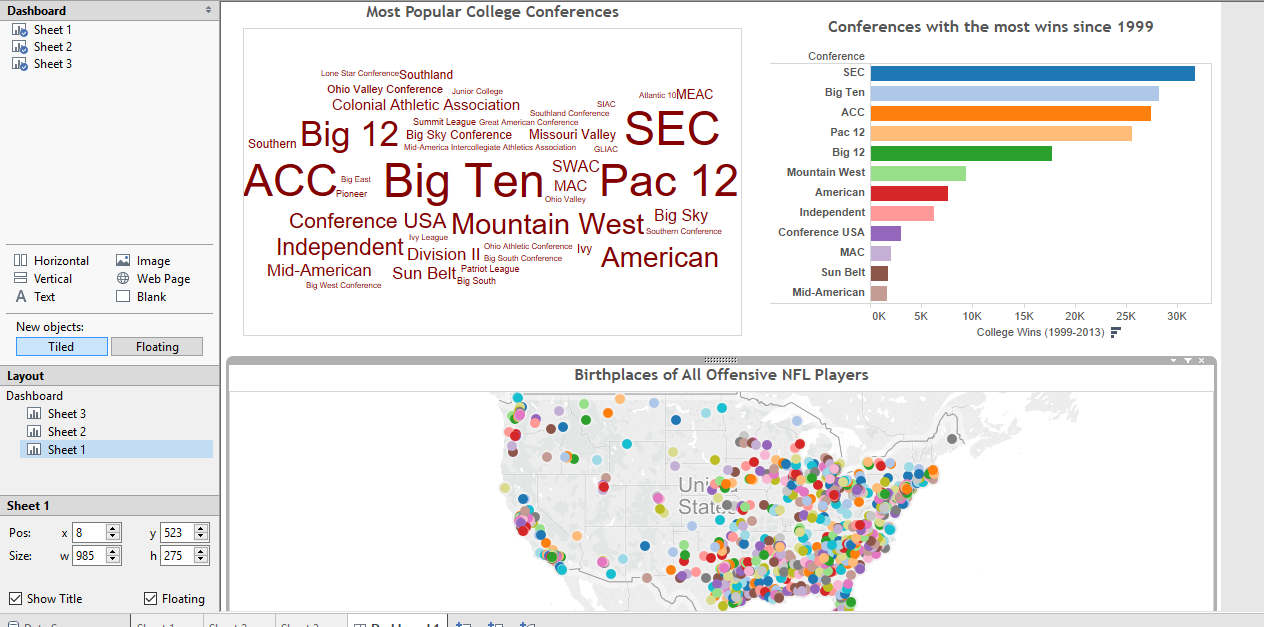 Dashboard
Sheet 1
Sheet 2
Sheet 3
Horizontal
Image
Vertical
Web Page
A Text
Blank
New objects:
Tiled
Floating
Layout
Dashboard
Sheet 3
Sheet 2
Sheet 1
Sheet 1
Pos: x 8 y 523
Size: w 985 h 275
Show Title
Floating
Most Popular College Conferences
Lone Star Conference Southland
Ohio Valley Conference Junior College
Atlantic 10 MEAC
Colonial Athletic Association SIAC
Southland Conference
Summit League Great American Conference
Southern Big 12 Big Sky Conference Missouri Valley SEC
Mid-America Intercollegiate Athletics Association GLIAC
ACC Big East Big Ten SWAC Pac 12
Pioneer MAC
Ohio Valley
Conference USA Mountain West Big Sky
Ivy League Southern Conference
Independent Division II Ohio Athletic Conference Ivy American
Big South Conference
Mid-American Sun Belt Patriot League
Big West Conference Big South
Conferences with the most wins since 1999
Conference
SEC
Big Ten
ACC
Pac 12
Big 12
Mountain West
American
Independent
Conference USA
MAC
Sun Belt
Mid-American
0K 5K 10K 15K 20K 25K 30K
College Wins (1999-2013)
Birthplaces of All Offensive NFL Players
United
States
Sheet 1
Sheet 2
Sheet 3
Dashboard 1